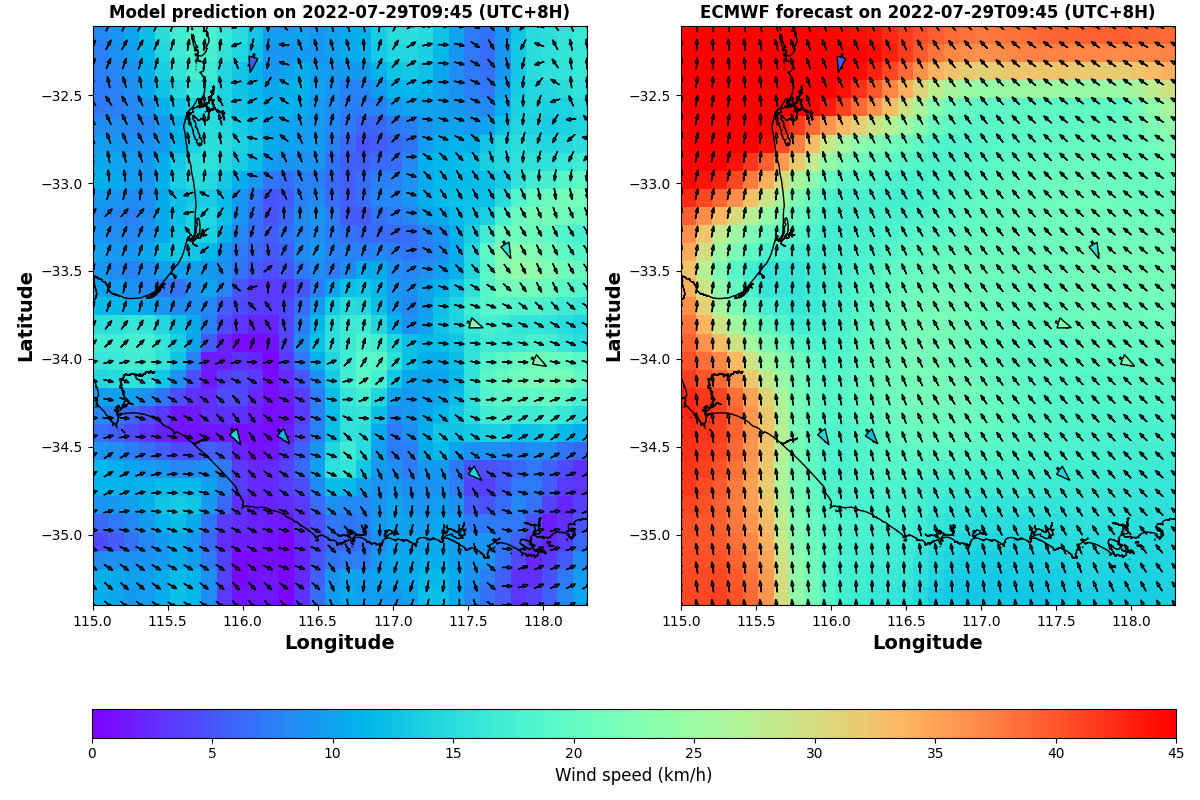 Model prediction on 2022-07-29T09:45 (UTC+8H)
ECMWF forecast on 2022-07-29T09:45 (UTC+8H)
Latitude
−32.5
−33.0
−33.5
−34.0
−34.5
−35.0
115.0 115.5 116.0 116.5 117.0 117.5 118.0
Longitude
Latitude
−32.5
−33.0
−33.5
−34.0
−34.5
−35.0
115.0 115.5 116.0 116.5 117.0 117.5 118.0
Longitude
0 5 10 15 20 25 30 35 40 45
Wind speed (km/h)